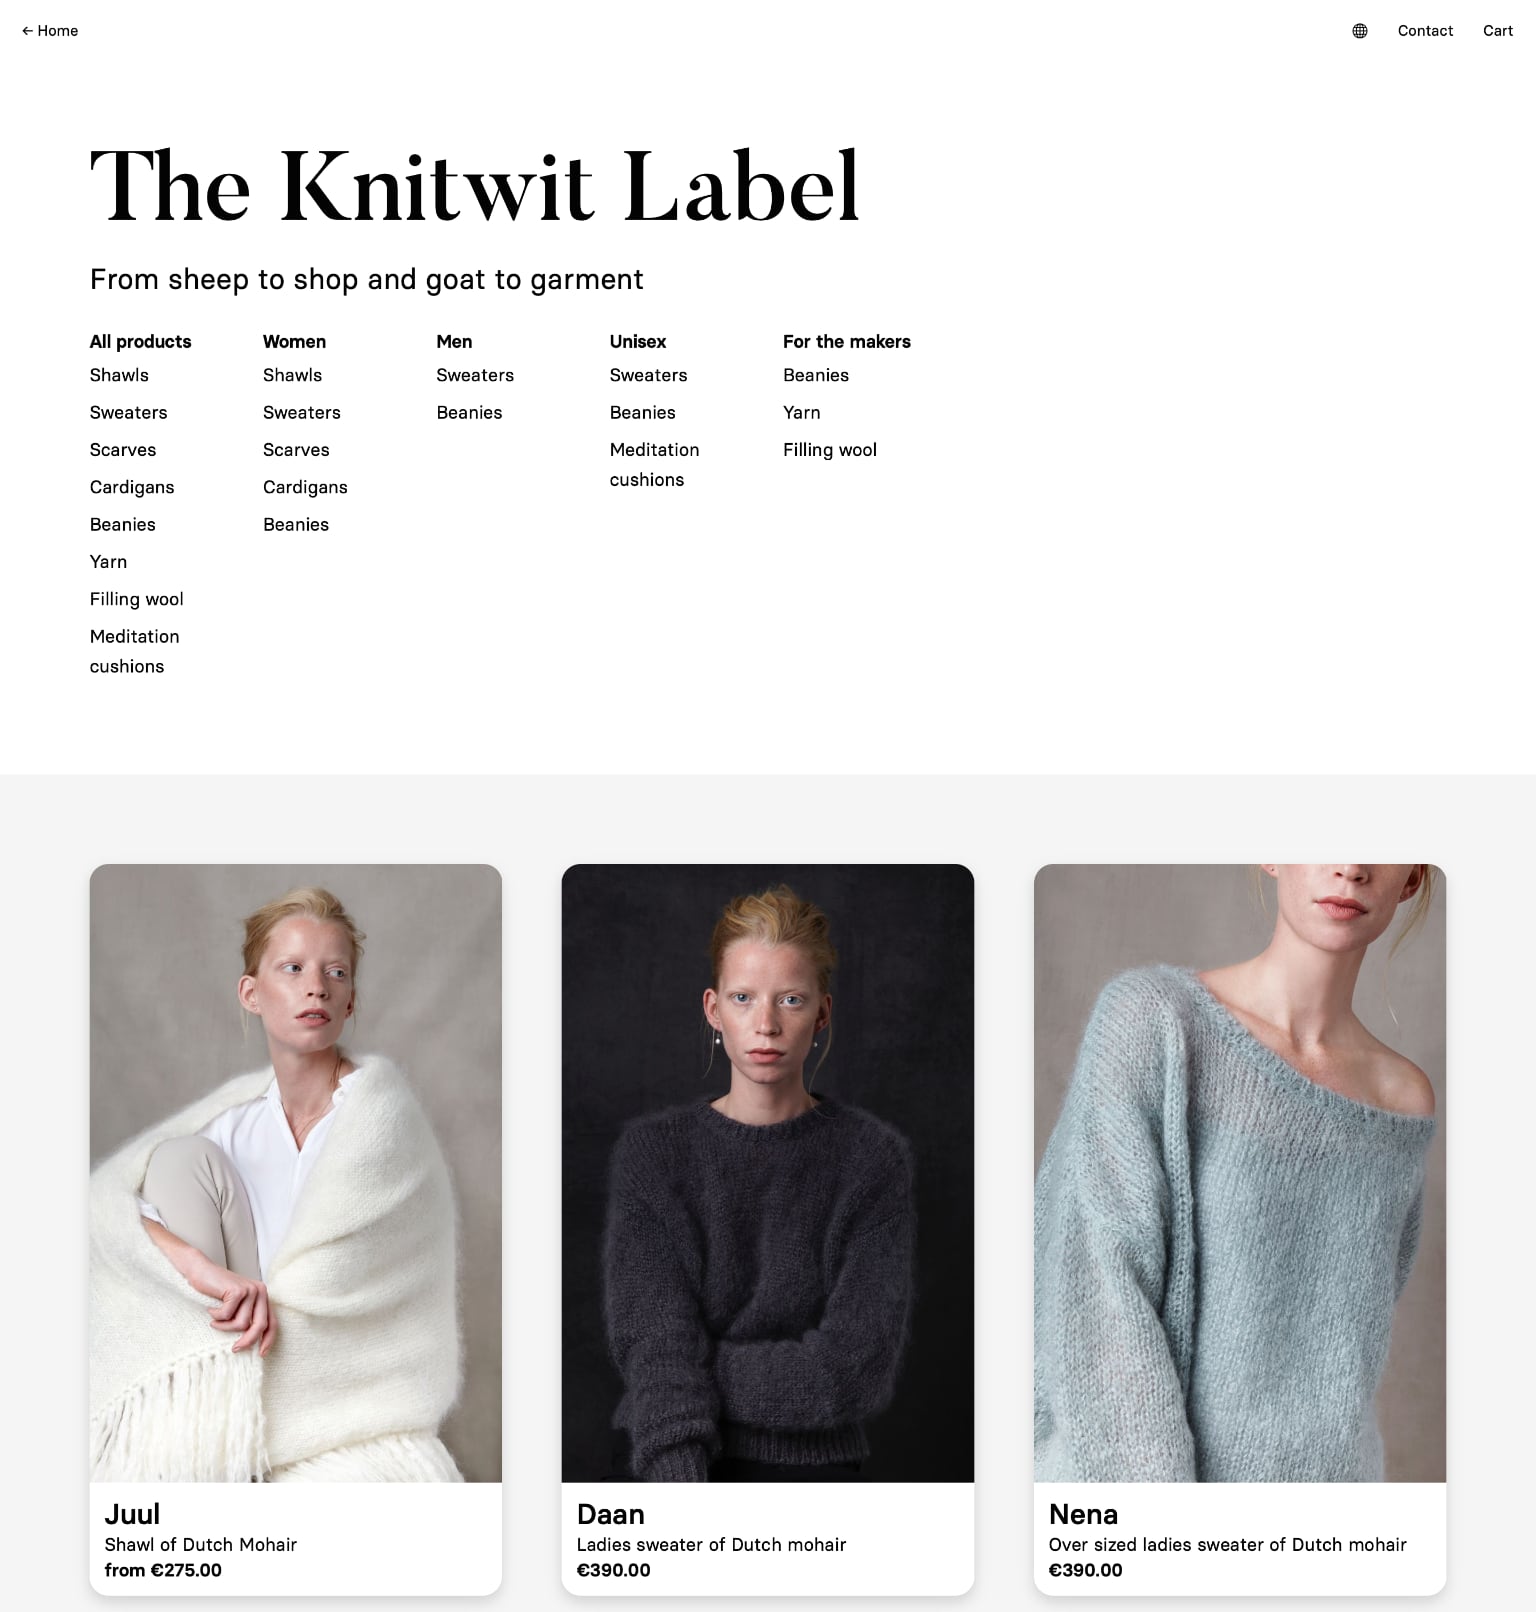 ← Home
Contact
Cart
The Knitwit Label
From sheep to shop and goat to garment
All products
Shawls
Sweaters
Scarves
Cardigans
Beanies
Yarn
Filling wool
Meditation
cushions
Women
Shawls
Sweaters
Scarves
Cardigans
Beanies
Men
Sweaters
Beanies
Unisex
Sweaters
Beanies
Meditation
cushions
For the makers
Beanies
Yarn
Filling wool
Juul
Shawl of Dutch Mohair
from €275.00
Daan
Ladies sweater of Dutch mohair
€390.00
Nena
Over sized ladies sweater of Dutch mohair
€390.00